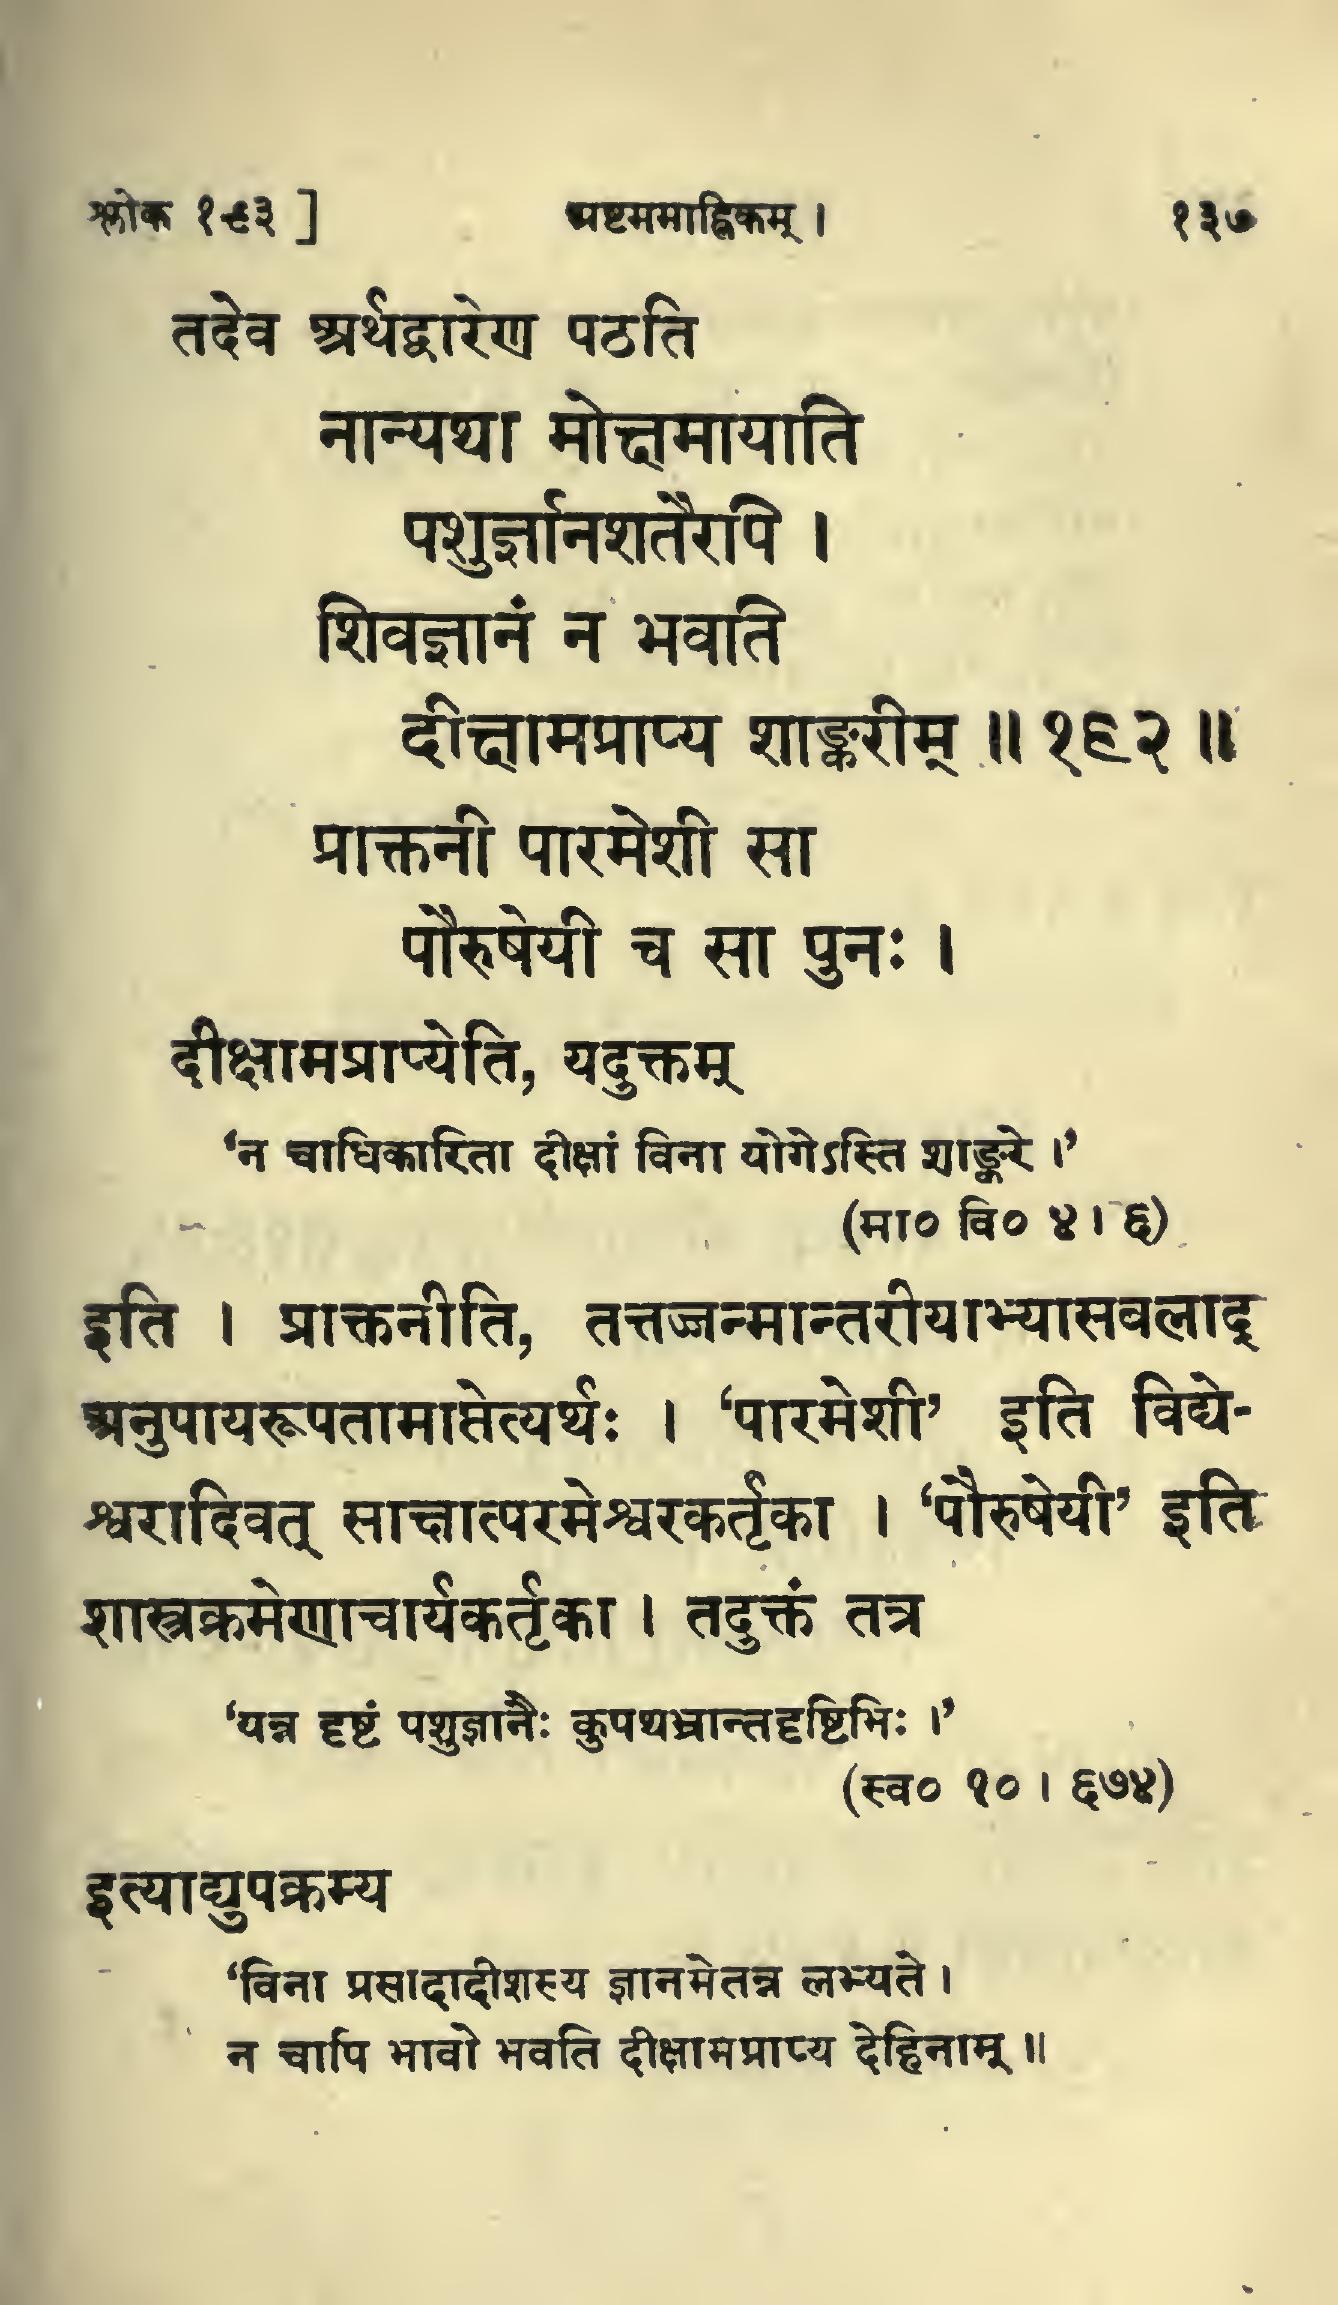 श्लोक १९३ ]
अष्टममाह्निकम् ।
१३७
तदेव अर्थद्वारेण पठति
नान्यथा मोक्षमायाति
पशुर्ज्ञानशतैरपि ।
शिवज्ञानं न भवति
दीक्षामप्राप्य शाङ्करीम् ॥ १९२ ॥
प्राक्तनी पारमेशी सा
पौरुषेयी च सा पुनः ।
दीक्षामप्राप्येति, यदुक्तम्
‘न चाधिकारिता दीक्षां विना योगेऽस्ति शाङ्करे ।’
(मा० वि० ४ । ६)
इति । प्राक्तनीति, तत्तज्जन्मान्तरीयाभ्यासबलाद्
अनुपायरूपतामाप्तेत्यर्थः । ‘पारमेशी’ इति विद्ये-
श्वरादिवत् साक्षात्परमेश्वरकर्तृका । ‘पौरुषेयी’ इति
शास्त्रक्रमेणाचार्यकर्तृका । तदुक्तं तत्र
‘यन्न दृष्टं पशुज्ञानैः कुपथभ्रान्तदृष्टिभिः ।’
(स्व० १० । ६७४)
इत्याद्युपक्रम्य
‘विना प्रसादादीशस्य ज्ञानमेतन्न लभ्यते ।
न चापि भावो भवति दीक्षामप्राप्य देहिनाम् ॥